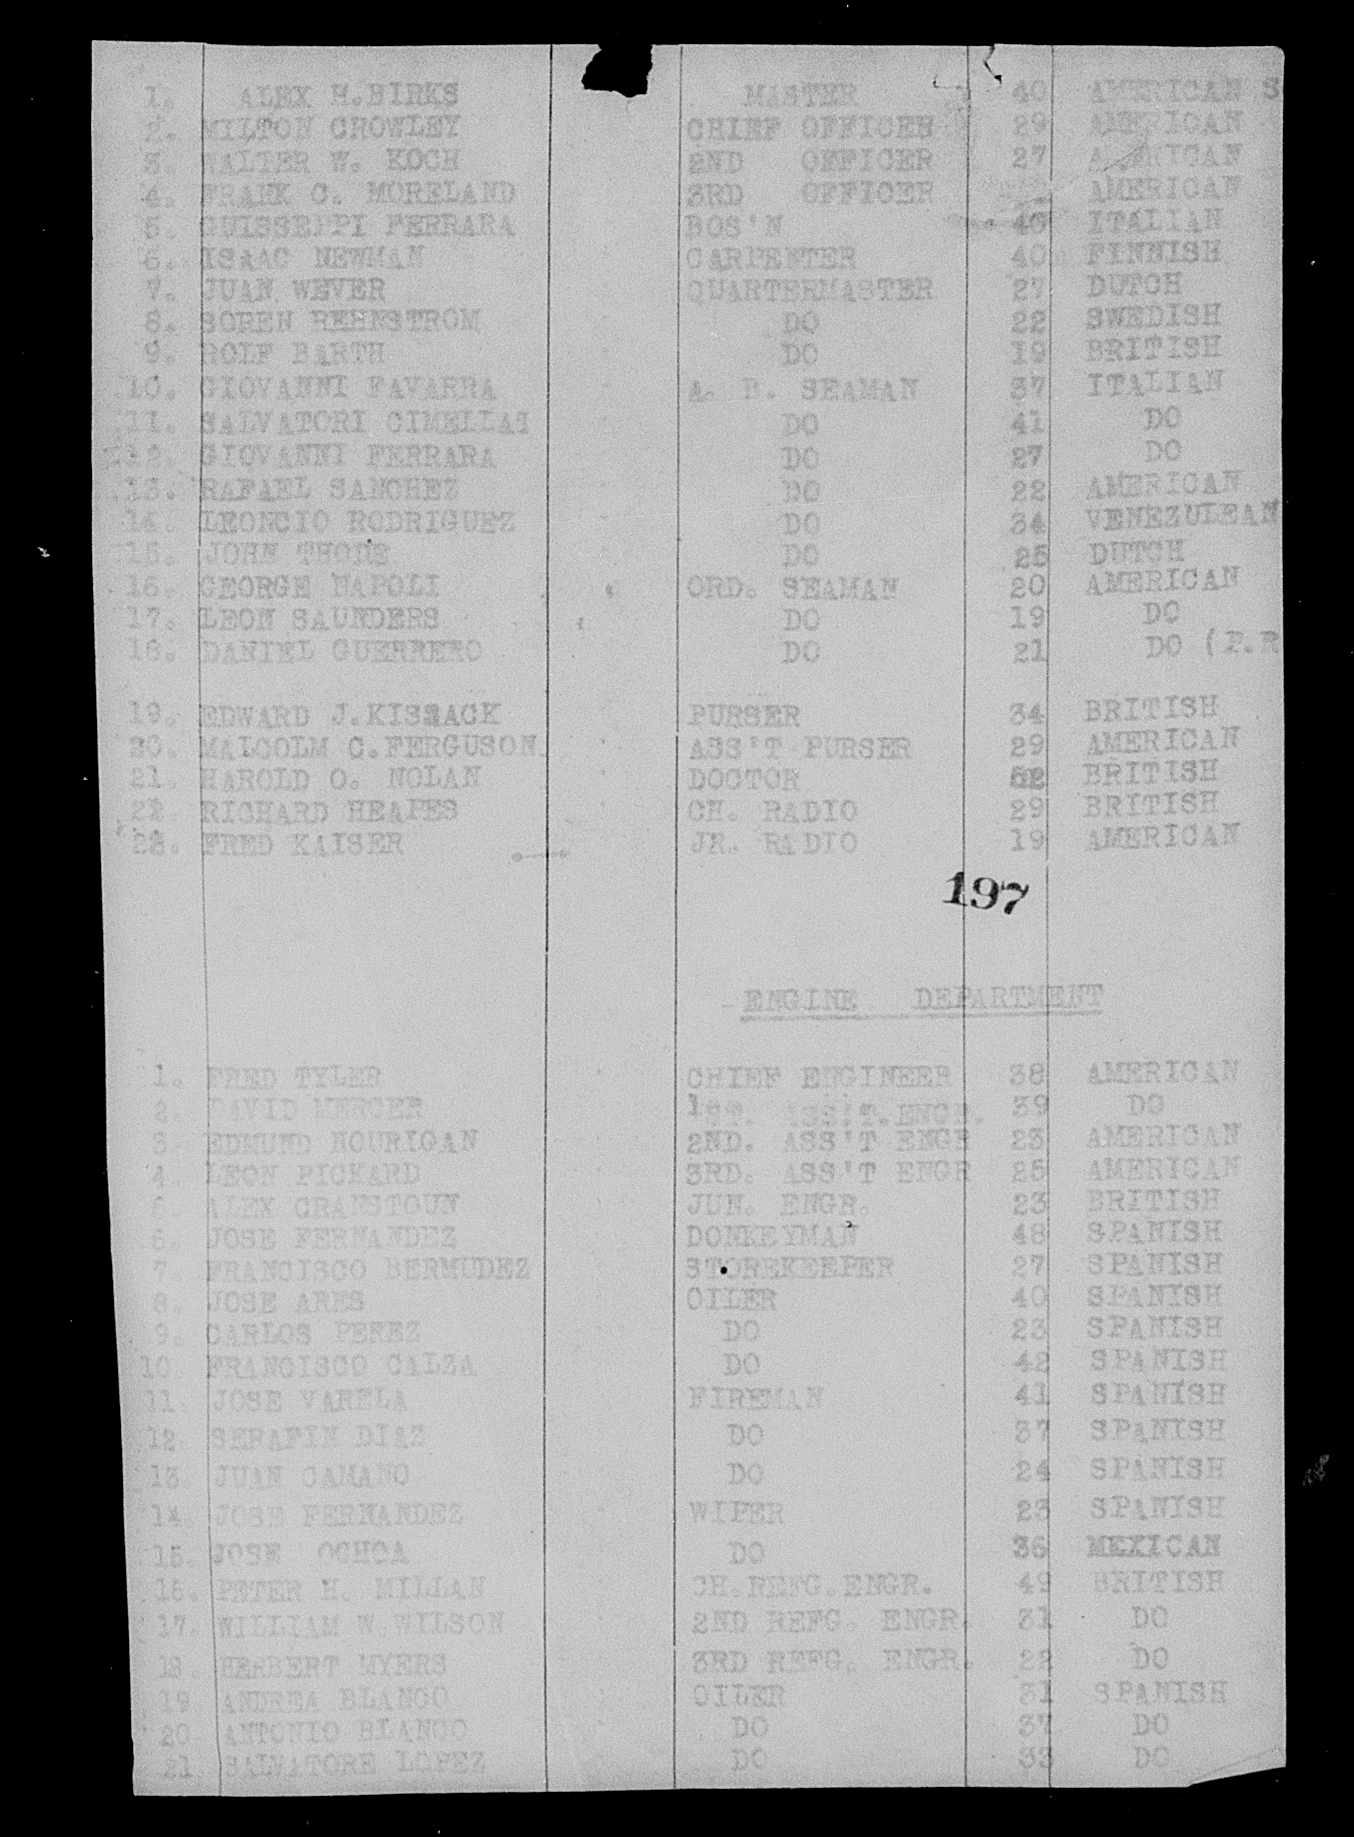 1. ALEX H.BIRKS MASTER 40 AMERICAN S
2. MILTON CROWLEY CHIEF OFFICER 29 AMERICAN
3. WALTER W. KOCH 2ND OFFICER 27 AMERICAN
4. FRANK C. MORELAND 3RD OFFICER AMERICAN
5. GUISSEPPI FERRARA BOS'N 46 ITALIAN
6. ISAAC NEWMAN CARPENTER 40 FINNISH
7. JUAN WEVER QUARTERMASTER 27 DUTCH
8. SOREN REHNSTROM DO 22 SWEDISH
9. ROLF BARTH DO 19 BRITISH
10. GIOVANNI FAVARRA A. B. SEAMAN 37 ITALIAN
11. SALVATORI DO 41 DO
12. GIOVANNI FERRARA DO 27 DO
13. RAFAEL SANCHEZ DO 22 AMERICAN
14. LEONCIO RODRIGUEZ DO 34 VENEZULEAN
15. JOHN THODE DO 25 DUTCH
16. GEORGE NAPOLI ORD. SEAMAN 20 AMERICAN
17. LEON SAUNDERS DO 19 DO
18. DANIEL GUERRERO DO 21 DO (P.R
19. EDWARD J.KISSACK PURSER 34 BRITISH
20. MALCOLM C.FERGUSON. ASS'T PURSER 29 AMERICAN
21. HAROLD O. NOLAN DOCTOR 52 BRITISH
22. RICHARD HEAPES CH. RADIO 29 BRITISH
23. FRED KAISER JR. RADIO 19 AMERICAN
197
ENGINE DEPARTMENT
1. FRED TYLER CHIEF ENGINEER 38 AMERICAN
2. DAVID MERCER 1ST. ASS'T.ENGR. 39 DO
3. EDMUND HOURIGAN 2ND. ASS'T ENGR 23 AMERICAN
4. LEON PICKARD 3RD. ASS'T ENGR 25 AMERICAN
5. ALEX CRANSTOUN JUN. ENGR. 23 BRITISH
6. JOSE FERNANDEZ DONKEYMAN 48 SPANISH
7. FRANCISCO BERMUDEZ STOREKEEPER 27 SPANISH
8. JOSE ARES OILER 40 SPANISH
9. CARLOS PEREZ DO 23 SPANISH
10 FRANCISCO CALZA DO 42 SPANISH
11. JOSE VARELA FIREMAN 41 SPANISH
12. SERAFIN DIAZ DO 37 SPANISH
13. JUAN CAMANO DO 24 SPANISH
14. JOSE FERNANDEZ WIPER 23 SPANISH
15. JOSE OCHOA DO 36 MEXICAN
16. PETER H. MILLAN CH.REFG.ENGR. 49 BRITISH
17. WILLIAM W.WILSON 2ND REFG. ENGR. 31 DO
18. HERBERT MYERS 3RD REFG. ENGR. 22 DO
19 ANDREA BLANCO OILER 31 SPANISH
20 ANTONIO BLANCO DO 37 DO
21 SALVATORE LOPEZ DO 33 DO